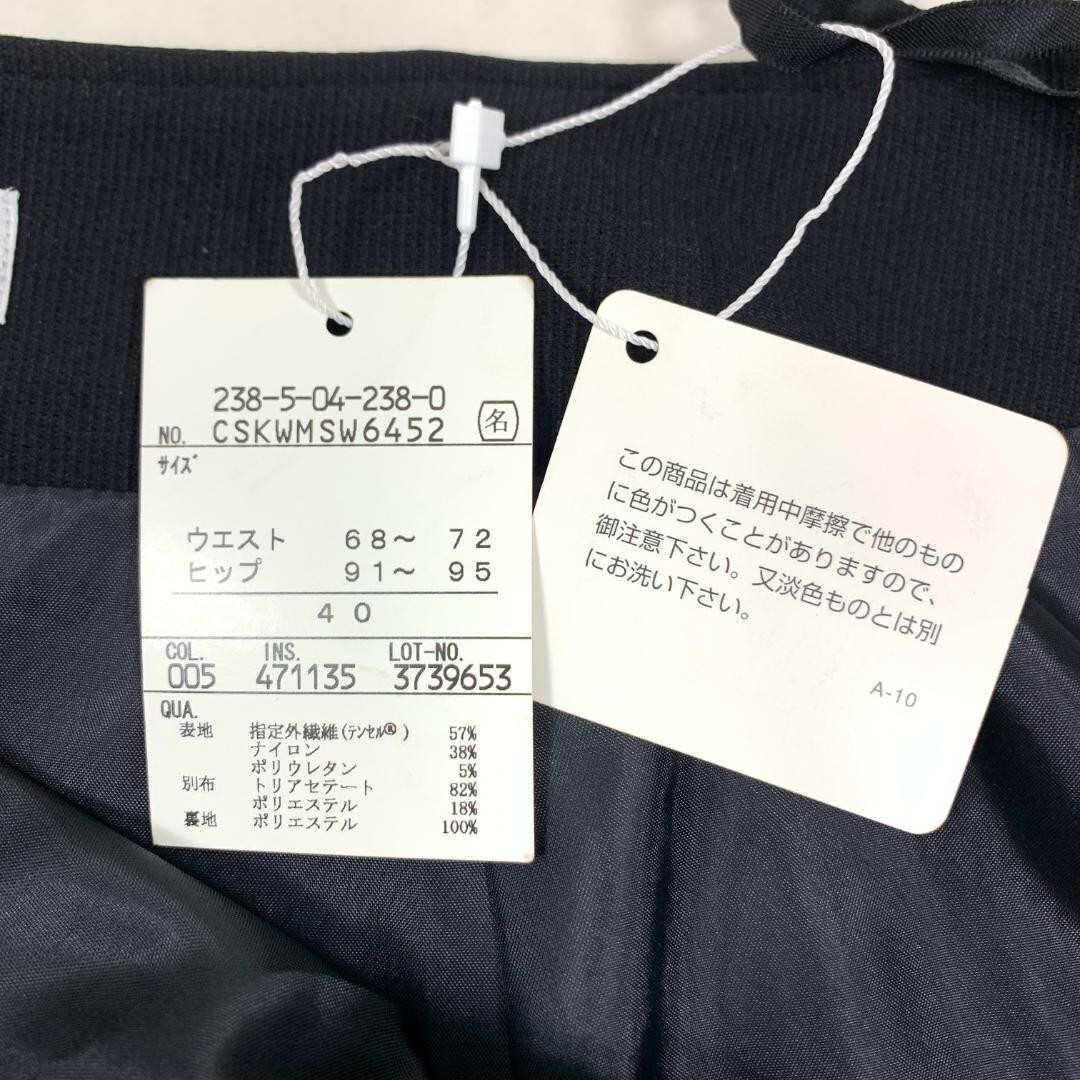 238-5-04-238-0
NO. CSKWMSW6452 名
サイズ
ウエスト 68～ 72
ヒップ 91～ 95
40
COL. INS. LOT-NO.
005 471135 3739653
QUA.
表地 指定外繊維(テンセル®) 57%
ナイロン 38%
ポリウレタン 5%
別布 トリアセテート 82%
ポリエステル 18%
裏地 ポリエステル 100%
この商品は着用中摩擦で他のもの
に色がつくことがありますので、
御注意下さい。又淡色ものとは別
にお洗い下さい。
A-10